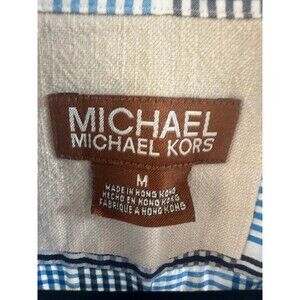 MICHAEL
MICHAEL KORS
M
MADE IN HONG KONG
HECHO EN HONG KONG
FABRIQUE A HONG KONG